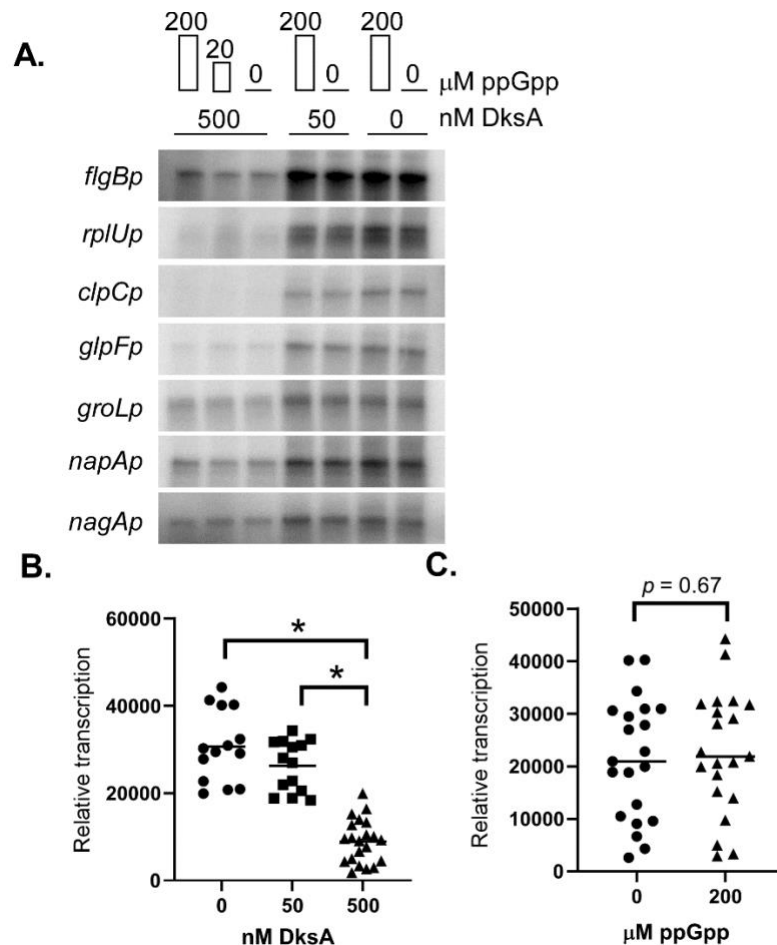 A.
200 200 200
20
0 0 0 μM ppGpp
500 50 0 nM DksA
flgBp
rplUp
clpCp
glpFp
groLp
napAp
nagAp
B.
60000
40000
20000
0
Relative transcription
* 
*
0 50 500
nM DksA
C.
p = 0.67
50000
40000
30000
20000
10000
0
Relative transcription
0 200
μM ppGpp